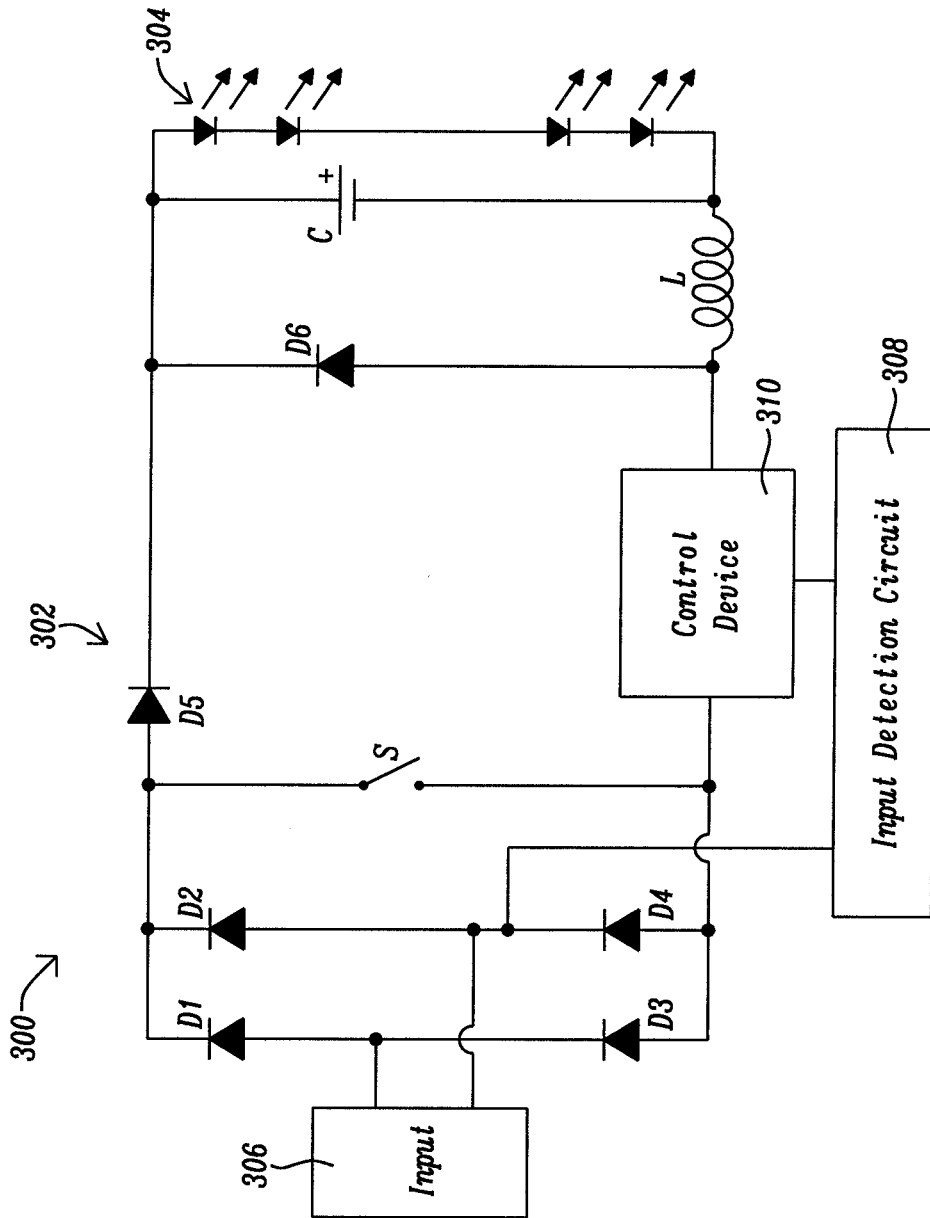 300
302
304
D1
D2
D5
D6
C
+
S
L
D3
D4
306
Input
Control
Device
310
308
Input Detection Circuit